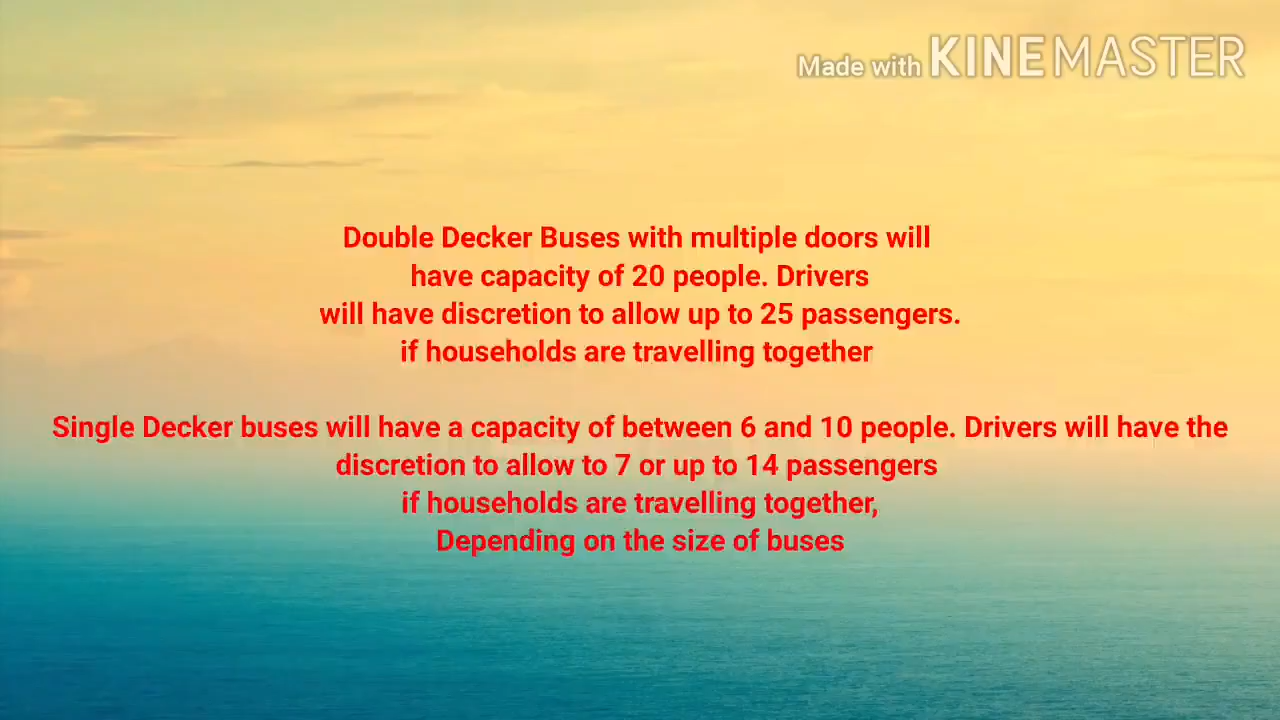 Made with KINEMASTER
Double Decker Buses with multiple doors will
have capacity of 20 people. Drivers
will have discretion to allow up to 25 passengers.
if households are travelling together
Single Decker buses will have a capacity of between 6 and 10 people. Drivers will have the
discretion to allow to 7 or up to 14 passengers
if households are travelling together,
Depending on the size of buses